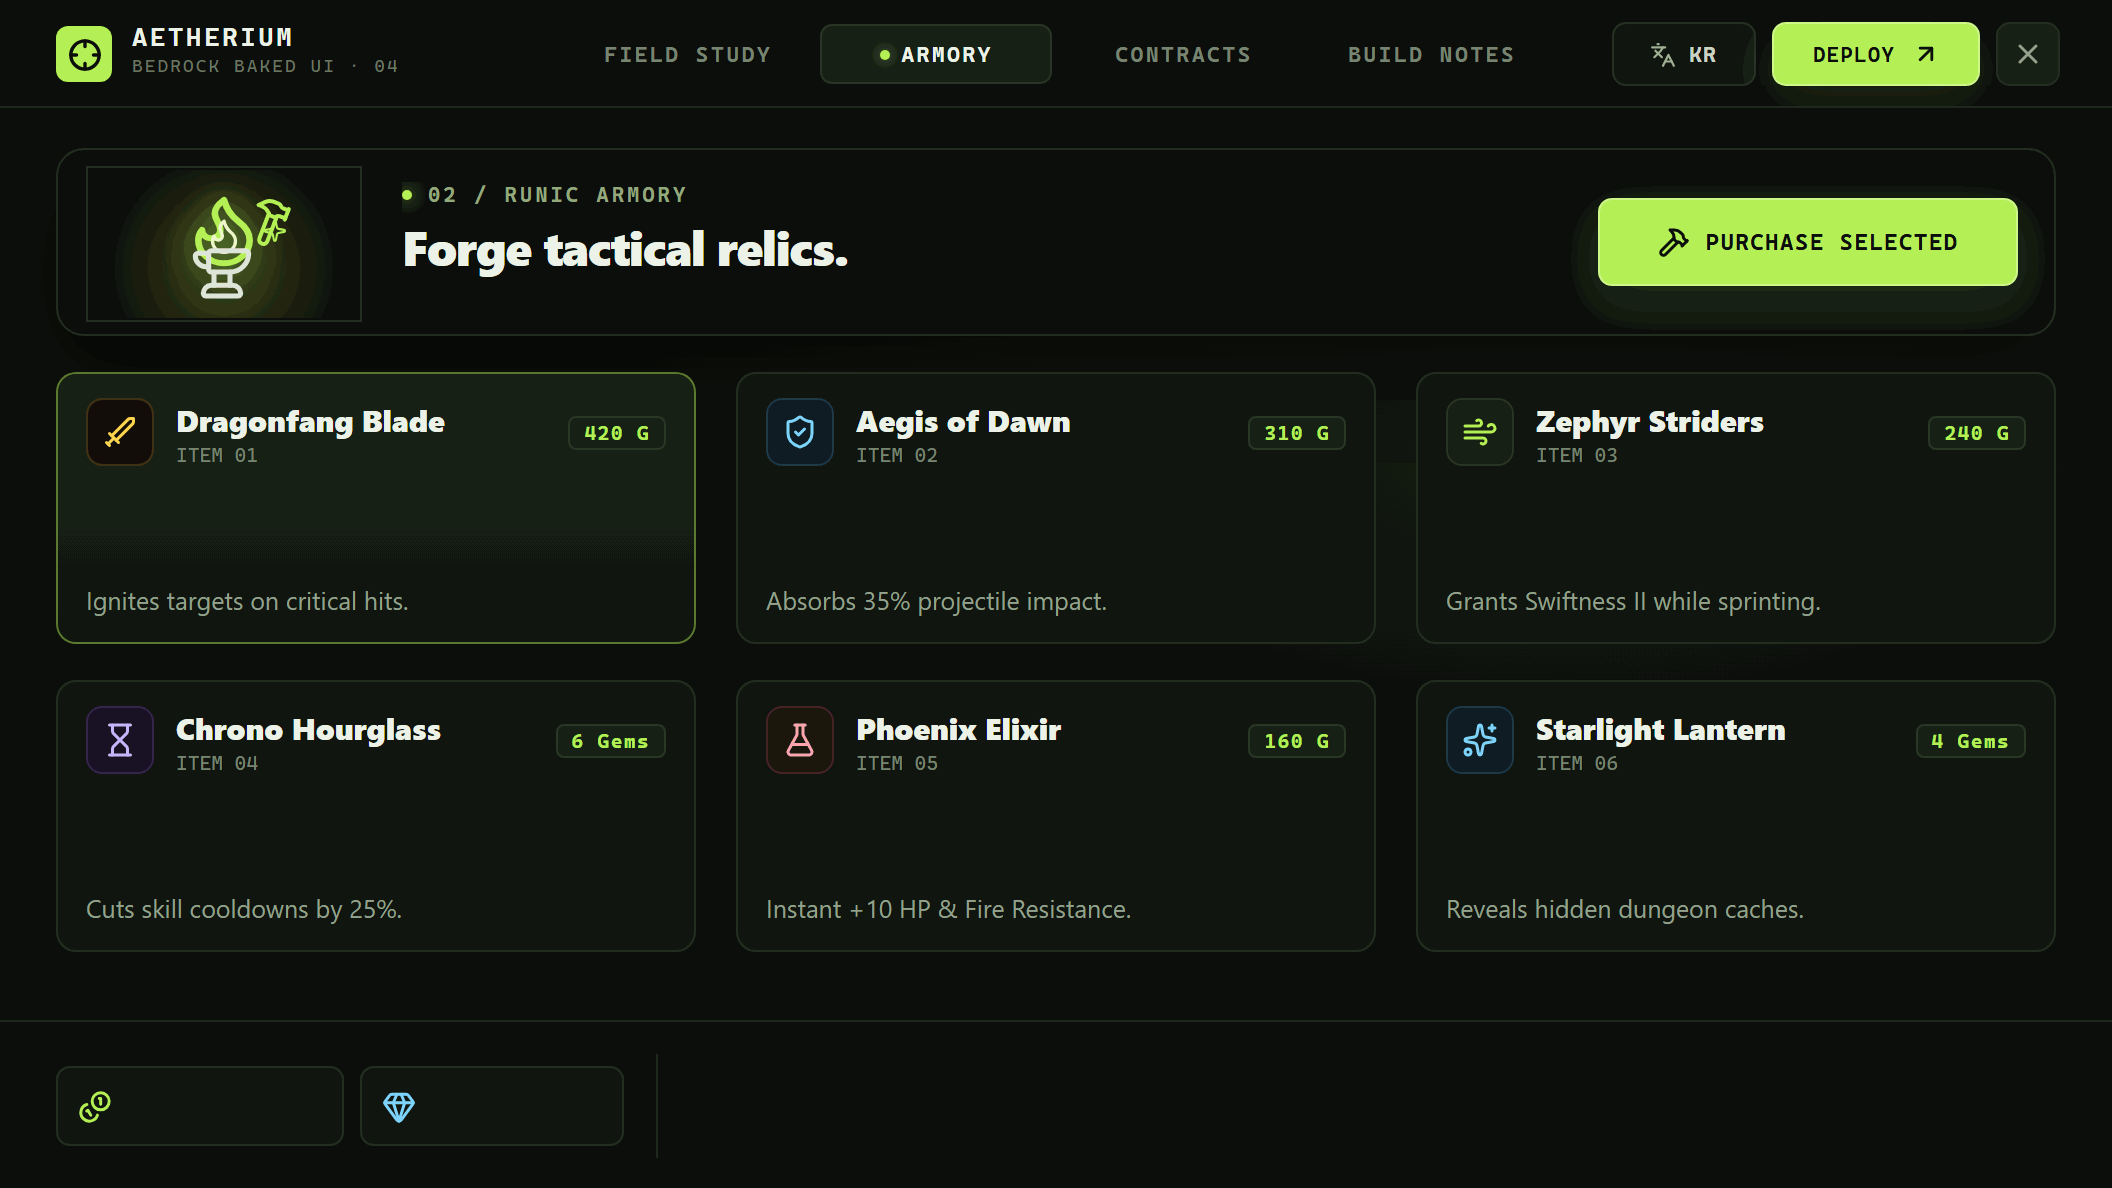 AETHERIUM
BEDROCK BAKED UI · 04
FIELD STUDY
ARMORY
CONTRACTS
BUILD NOTES
KR
DEPLOY
02 / RUNIC ARMORY
Forge tactical relics.
PURCHASE SELECTED
Dragonfang Blade
ITEM 01
420 G
Ignites targets on critical hits.
Aegis of Dawn
ITEM 02
310 G
Absorbs 35% projectile impact.
Zephyr Striders
ITEM 03
240 G
Grants Swiftness II while sprinting.
Chrono Hourglass
ITEM 04
6 Gems
Cuts skill cooldowns by 25%.
Phoenix Elixir
ITEM 05
160 G
Instant +10 HP & Fire Resistance.
Starlight Lantern
ITEM 06
4 Gems
Reveals hidden dungeon caches.